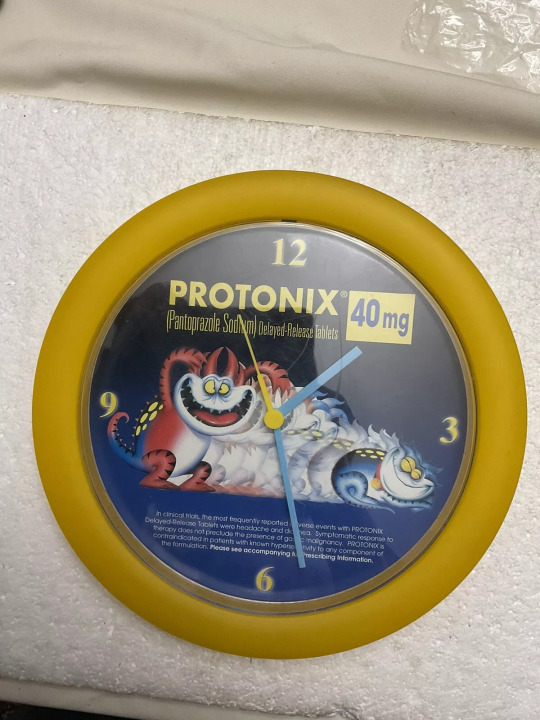 12
PROTONIX®
40 mg
(Pantoprazole Sodium) Delayed-Release Tablets
9
3
In clinical trials, the most frequently reported adverse events with PROTONIX
Delayed-Release Tablets were headache and diarrhea. Symptomatic response to
therapy does not preclude the presence of gastric malignancy. PROTONIX is
contraindicated in patients with known hypersensitivity to any component of
the formulation. Please see accompanying Prescribing Information.
6